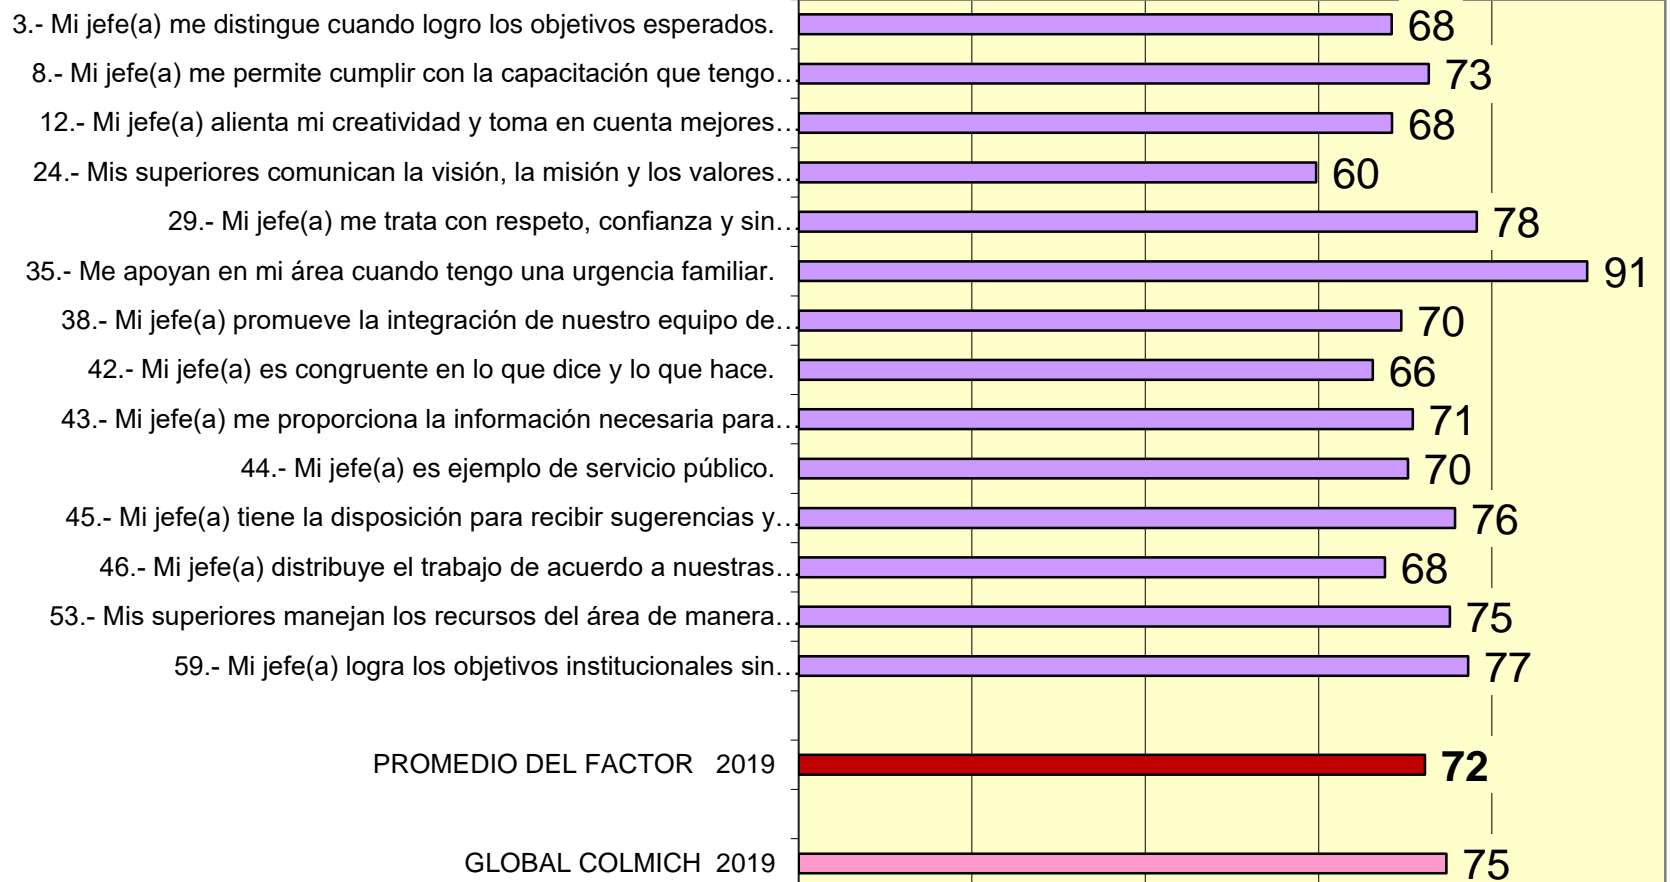 3.- Mi jefe(a) me distingue cuando logro los objetivos esperados. 68
8.- Mi jefe(a) me permite cumplir con la capacitación que tengo… 73
12.- Mi jefe(a) alienta mi creatividad y toma en cuenta mejores… 68
24.- Mis superiores comunican la visión, la misión y los valores… 60
29.- Mi jefe(a) me trata con respeto, confianza y sin… 78
35.- Me apoyan en mi área cuando tengo una urgencia familiar. 91
38.- Mi jefe(a) promueve la integración de nuestro equipo de… 70
42.- Mi jefe(a) es congruente en lo que dice y lo que hace. 66
43.- Mi jefe(a) me proporciona la información necesaria para… 71
44.- Mi jefe(a) es ejemplo de servicio público. 70
45.- Mi jefe(a) tiene la disposición para recibir sugerencias y… 76
46.- Mi jefe(a) distribuye el trabajo de acuerdo a nuestras… 68
53.- Mis superiores manejan los recursos del área de manera… 75
59.- Mi jefe(a) logra los objetivos institucionales sin… 77
PROMEDIO DEL FACTOR 2019 72
GLOBAL COLMICH 2019 75